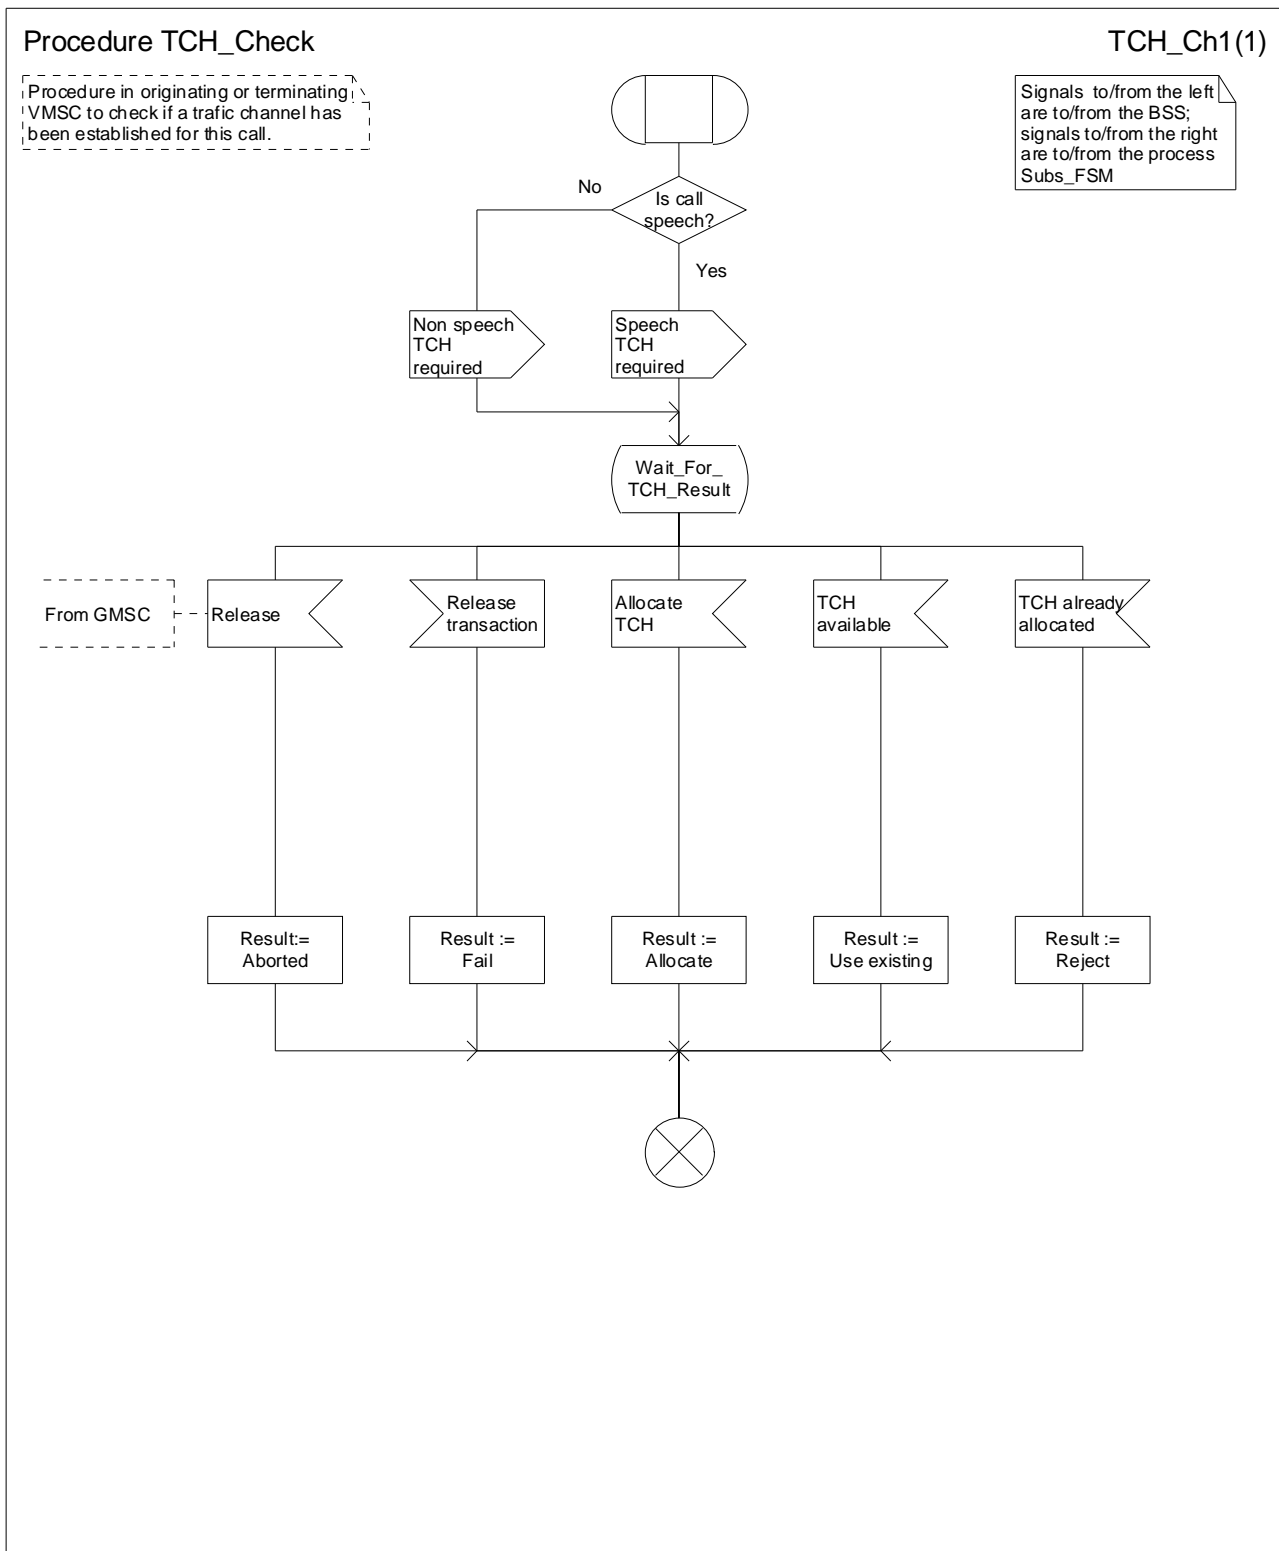 Procedure TCH_Check
TCH_Ch1(1)
Procedure in originating or terminating
VMSC to check if a trafic channel has
been established for this call.
Signals to/from the left
are to/from the BSS;
signals to/from the right
are to/from the process
Subs_FSM
Is call
speech?
No
Yes
Non speech
TCH
required
Speech
TCH
required
Wait_For_
TCH_Result
From GMSC
Release
Release
transaction
Allocate
TCH
TCH
available
TCH already
allocated
Result:=
Aborted
Result :=
Fail
Result :=
Allocate
Result :=
Use existing
Result :=
Reject